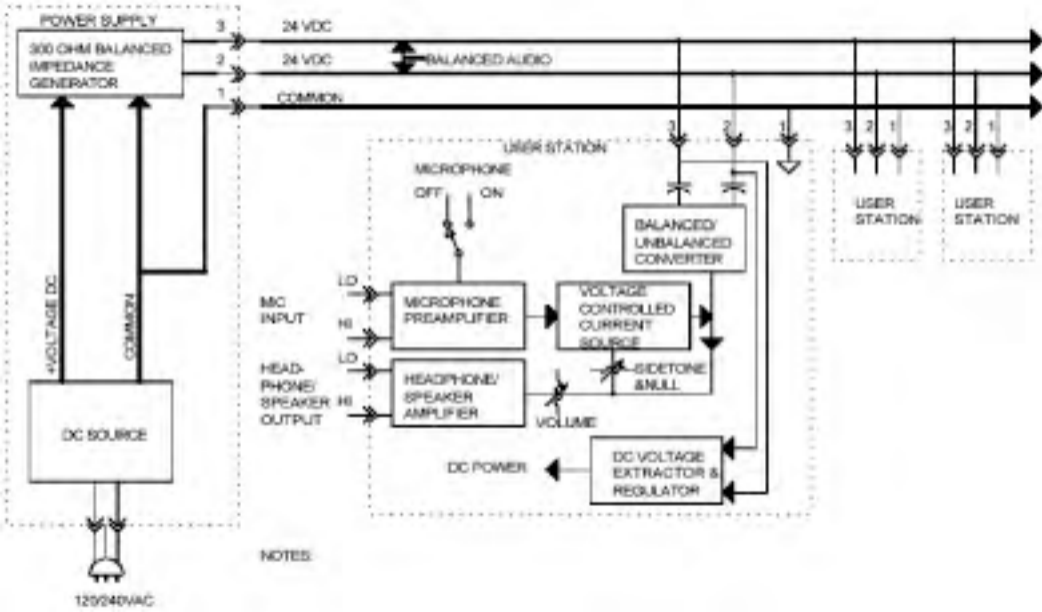 POWER SUPPLY
300 OHM BALANCED
IMPEDANCE
GENERATOR
3
24 VDC
2
24 VDC
BALANCED AUDIO
1
COMMON
+VOLTAGE DC
COMMON
DC SOURCE
120/240VAC
3
2
1
USER STATION
MICROPHONE
OFF
ON
BALANCED/
UNBALANCED
CONVERTER
MIC
INPUT
LO
HI
MICROPHONE
PREAMPLIFIER
VOLTAGE
CONTROLLED
CURRENT
SOURCE
HEAD-
PHONE/
SPEAKER
OUTPUT
LO
HI
HEADPHONE/
SPEAKER
AMPLIFIER
VOLUME
SIDETONE
&NULL
DC POWER
DC VOLTAGE
EXTRACTOR &
REGULATOR
3
2
1
USER
STATION
3
2
1
USER
STATION
NOTES: